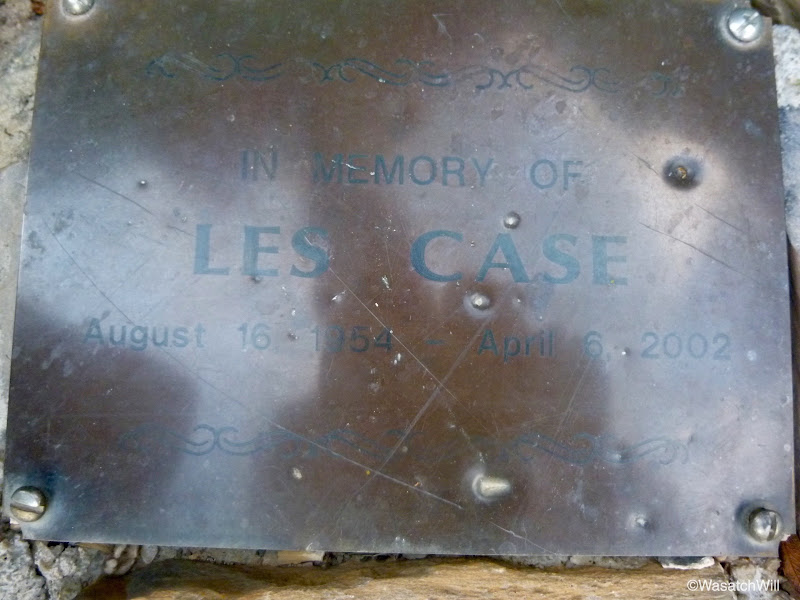 IN MEMORY OF
LES CASE
August 16, 1954 - April 6, 2002
©WasatchWill